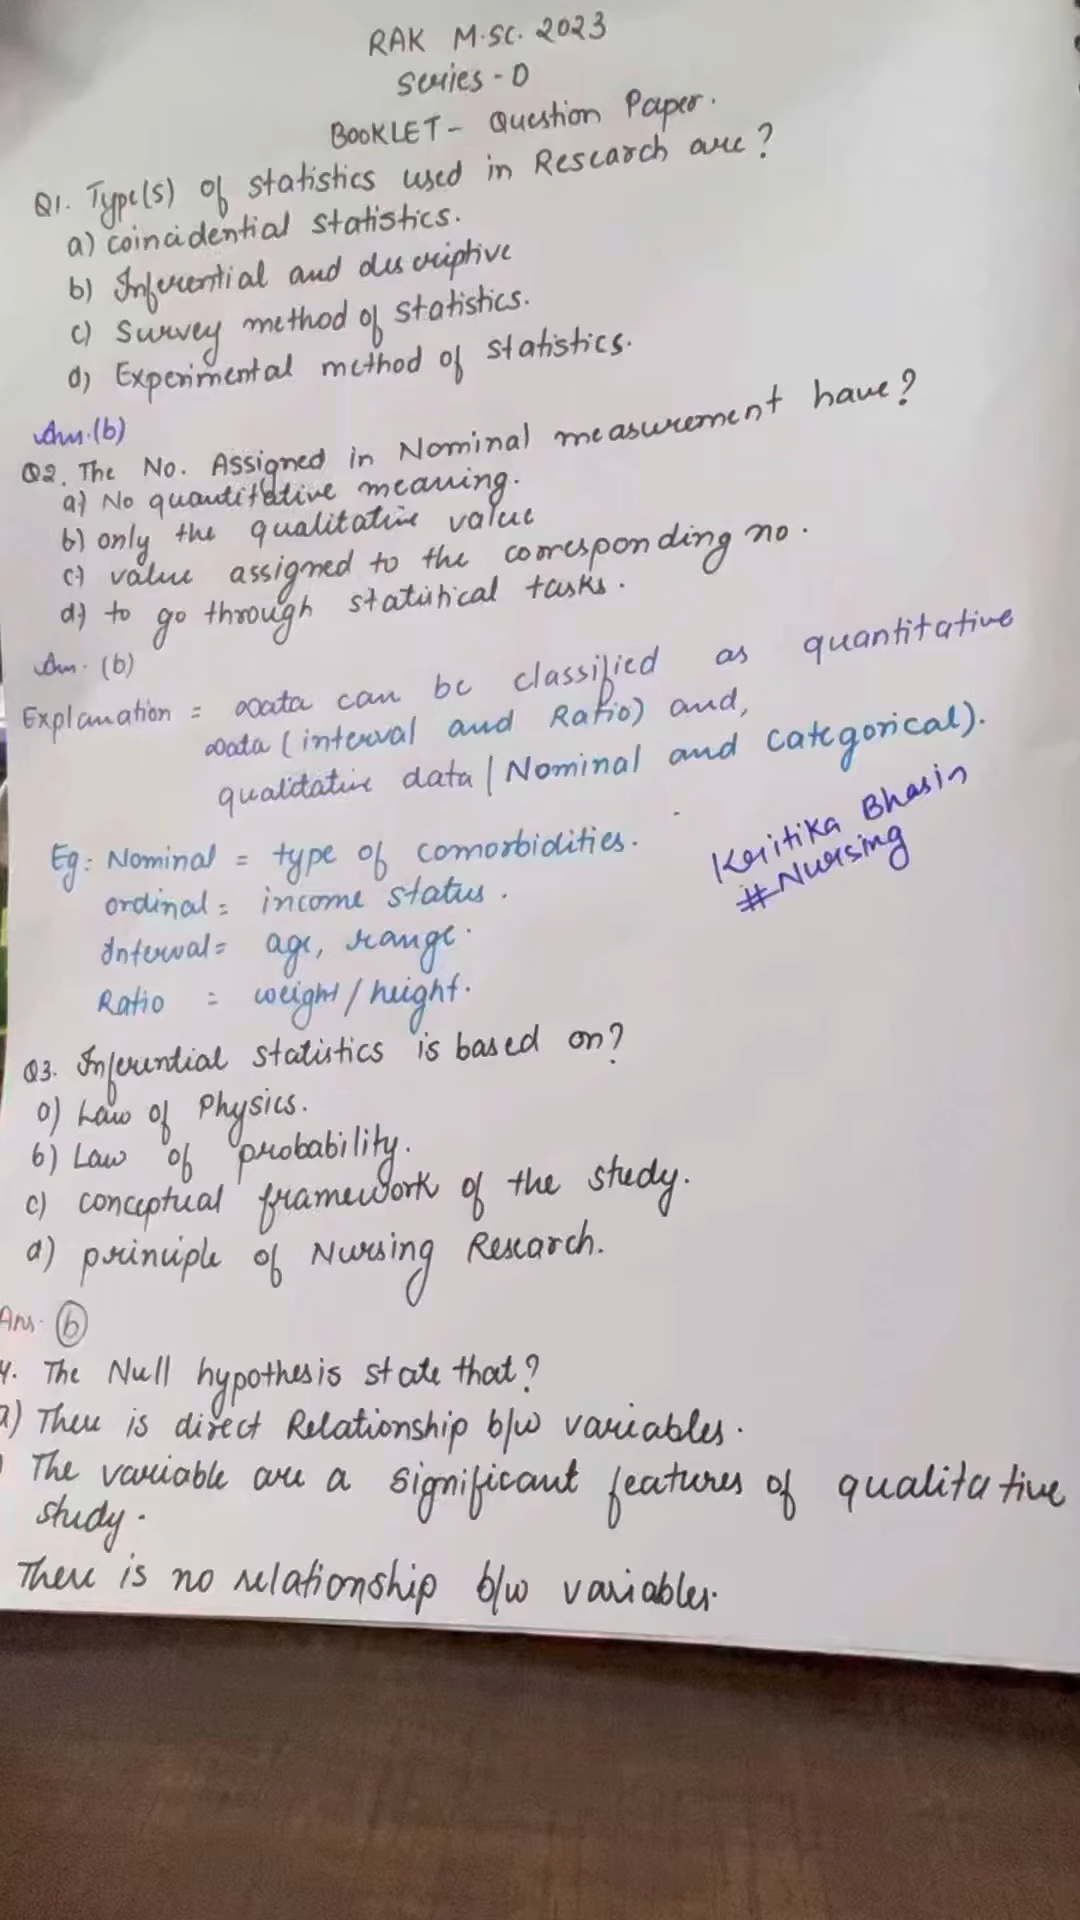 RAK M.SC. 2023
Series - D
BOOKLET - Question Paper.
Q1. Type(s) of statistics used in Research are?
a) coincidential statistics.
b) Inferential and descriptive
c) Survey method of statistics.
d) Experimental method of statistics.
Ans.(b)
Q2. The No. Assigned in Nominal measurement have?
a) No quantitative meaning.
b) only the qualitative value
c) value assigned to the corresponding no.
d) to go through statistical tasks.
Ans. (b)
Explanation = Data can be classified as quantitative
Data (interval and Ratio) and,
qualitative data (Nominal and categorical).
Keritika Bhasin
#Nursing
Eg: Nominal = type of comorbidities.
ordinal = income status.
Interval = age, range.
Ratio = weight/height.
Q3. Inferential statistics is based on?
a) Law of Physics.
b) Law of probability.
c) conceptual framework of the study.
d) principle of Nursing Research.
Ans. (b)
4. The Null hypothesis state that?
a) There is direct Relationship b/w variables.
The variable are a significant features of qualitative
study.
There is no relationship b/w variables.